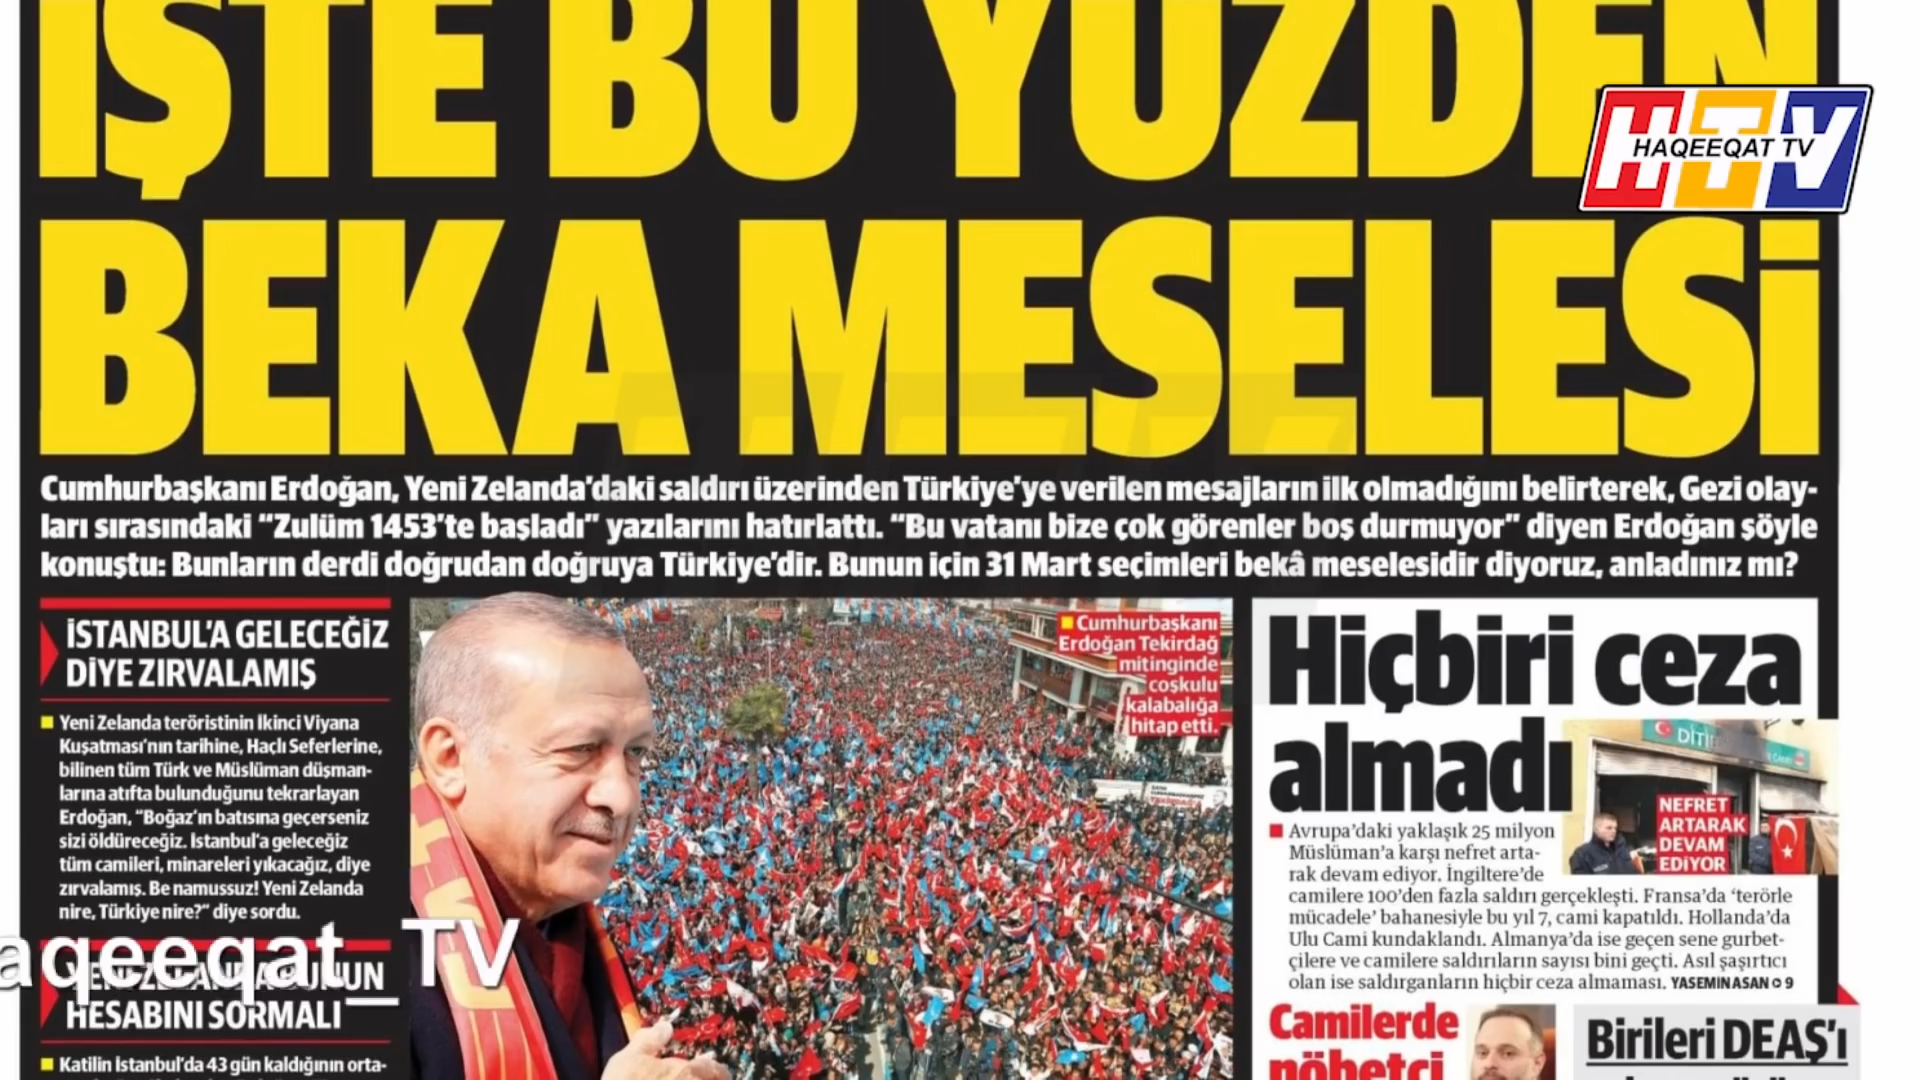 İŞTE BU YÜZDEN
BEKA MESELESİ
HTV
HAQEEQAT TV
Cumhurbaşkanı Erdoğan, Yeni Zelanda’daki saldırı üzerinden Türkiye’ye verilen mesajların ilk olmadığını belirterek, Gezi olay-
ları sırasındaki “Zulüm 1453’te başladı” yazılarını hatırlattı. “Bu vatanı bize çok görenler boş durmuyor” diyen Erdoğan şöyle
konuştu: Bunların derdi doğrudan doğruya Türkiye’dir. Bunun için 31 Mart seçimleri bekâ meselesidir diyoruz, anladınız mı?
İSTANBUL’A GELECEĞİZ
DİYE ZIRVALAMIŞ
Yeni Zelanda teröristinin İkinci Viyana
Kuşatması’nın tarihine, Haçlı Seferlerine,
bilinen tüm Türk ve Müslüman düşman-
larına atıfta bulunduğunu tekrarlayan
Erdoğan, “Boğaz’ın batısına geçerseniz
sizi öldüreceğiz. İstanbul’a geleceğiz
tüm camileri, minareleri yıkacağız, diye
zırvalamış. Be namussuz! Yeni Zelanda
nire, Türkiye nire?” diye sordu.
aqeeqat_TV
YENİ ZELANDA BUNUN
HESABINI SORMALI
Katilin İstanbul’da 43 gün kaldığının orta-
Cumhurbaşkanı
Erdoğan Tekirdağ
mitinginde
coşkulu
kalabalığa
hitap etti.
Hiçbiri ceza
almadı
DİTİB
NEFRET
ARTARAK
DEVAM
EDİYOR
Avrupa’daki yaklaşık 25 milyon
Müslüman’a karşı nefret arta-
rak devam ediyor. İngiltere’de
camilere 100’den fazla saldırı gerçekleşti. Fransa’da ‘terörle
mücadele’ bahanesiyle bu yıl 7, cami kapatıldı. Hollanda’da
Ulu Cami kundaklandı. Almanya’da ise geçen sene gurbet-
çilere ve camilere saldırıların sayısı bini geçti. Asıl şaşırtıcı
olan ise saldırganların hiçbir ceza almaması. YASEMİN ASAN 9
Camilerde
nöbetçi
Birileri DEAŞ’ı